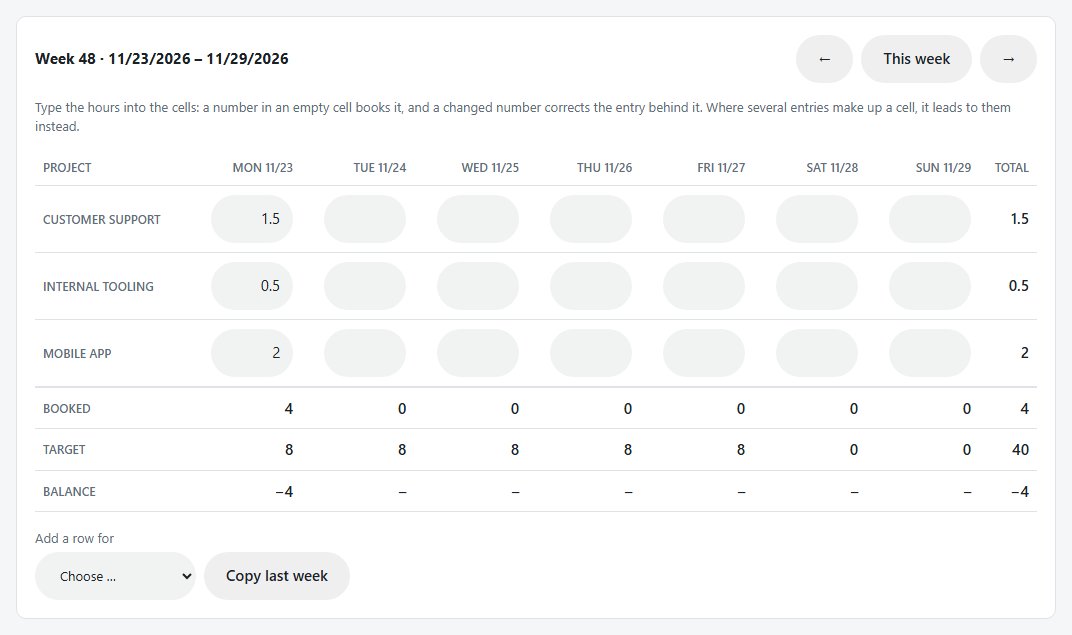 Week 48 · 11/23/2026 – 11/29/2026
← This week →
Type the hours into the cells: a number in an empty cell books it, and a changed number corrects the entry behind it. Where several entries make up a cell, it leads to them
instead.
PROJECT MON 11/23 TUE 11/24 WED 11/25 THU 11/26 FRI 11/27 SAT 11/28 SUN 11/29 TOTAL
CUSTOMER SUPPORT 1.5 1.5
INTERNAL TOOLING 0.5 0.5
MOBILE APP 2 2
BOOKED 4 0 0 0 0 0 0 4
TARGET 8 8 8 8 8 0 0 40
BALANCE −4 – – – – – – −4
Add a row for
Choose ... Copy last week